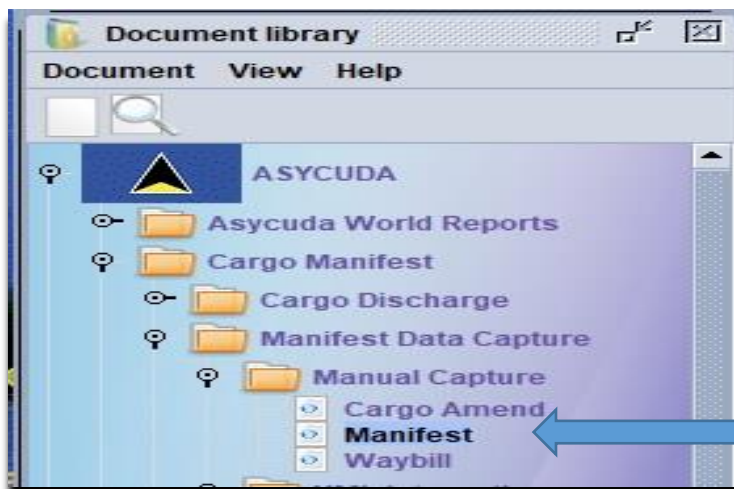 Document library
Document View Help
ASYCUDA
Asycuda World Reports
Cargo Manifest
Cargo Discharge
Manifest Data Capture
Manual Capture
Cargo Amend
Manifest
Waybill